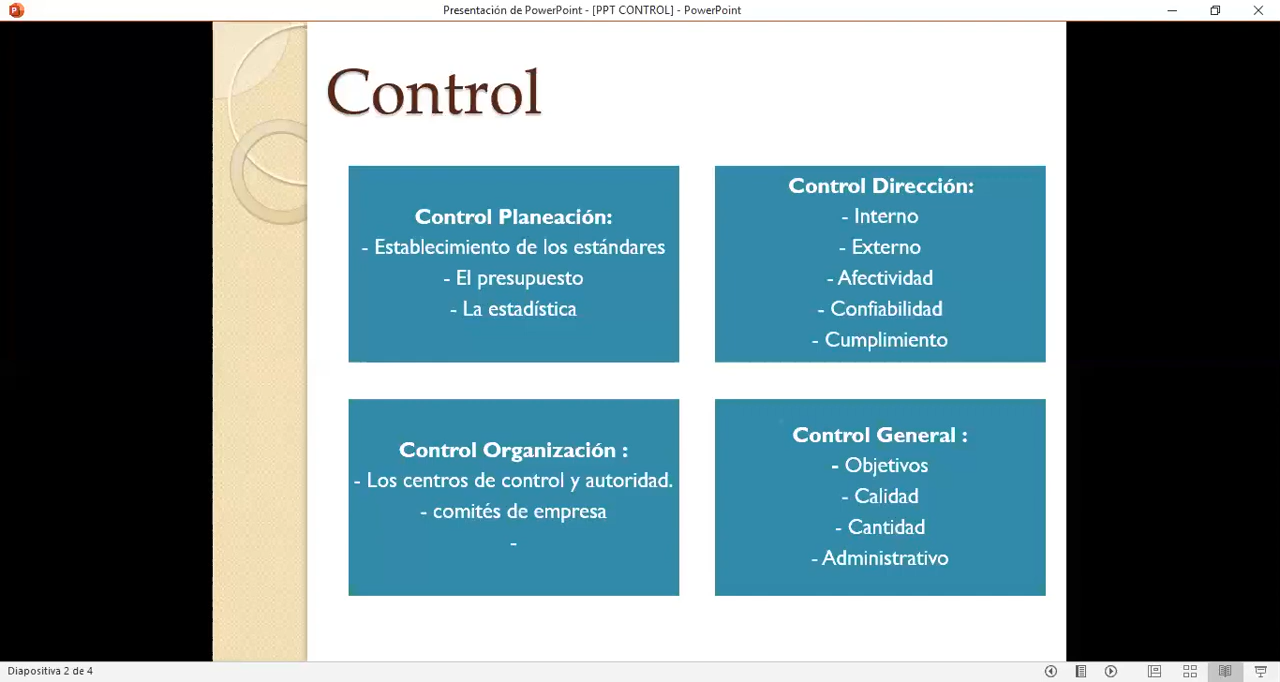 Presentación de PowerPoint - [PPT CONTROL] - PowerPoint
Control
Control Planeación:
- Establecimiento de los estándares
- El presupuesto
- La estadística
Control Dirección:
- Interno
- Externo
- Afectividad
- Confiabilidad
- Cumplimiento
Control Organización :
- Los centros de control y autoridad.
- comités de empresa
-
Control General :
- Objetivos
- Calidad
- Cantidad
- Administrativo
Diapositiva 2 de 4